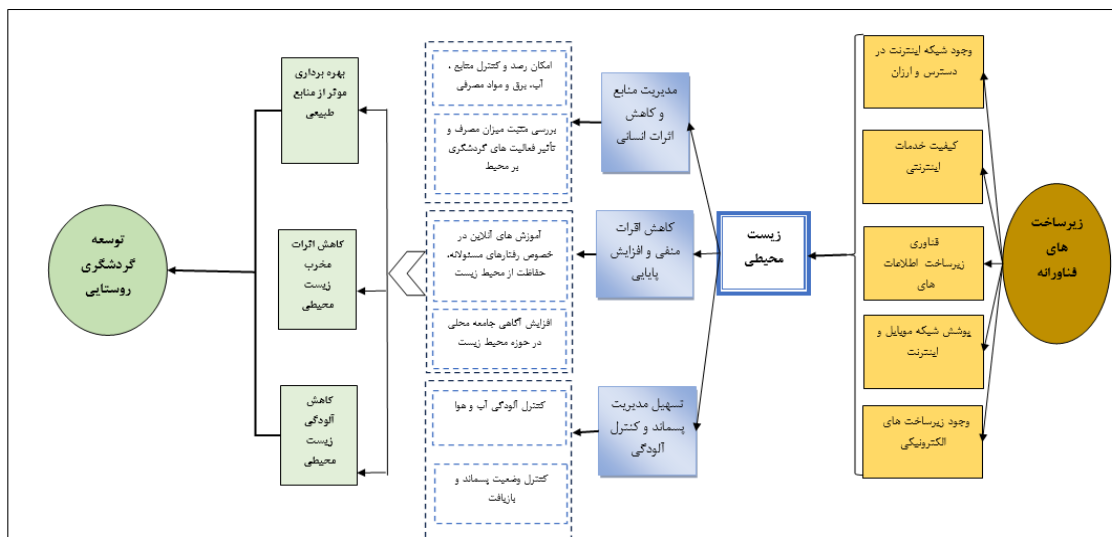 زیرساخت
های
فناورانه
وجود شبکه اینترنت در
دسترس و ارزان
کیفیت خدمات
اینترنتی
فناوری
زیرساخت اطلاعات
های
پوشش شبکه موبایل و
اینترنت
وجود زیرساخت های
الکترونیکی
زیست
محیطی
مدیریت منابع
و کاهش
اثرات انسانی
کاهش اقرات
منفی و افزایش
پایایی
تسهیل مدیریت
پسماند و کنترل
آلودگی
امکان رصد و کنترل منابع ،
آب، برق و مواد مصرفی
بررسی مثبت میزان مصرف و
تأثیر فعالیت های گردشگری
بر محیط
آموزش های آنلاین در
خصوص رفتارهای مسئولانه،
حفاظت از محیط زیست
افزایش آگاهی جامعه محلی
در حوزه محیط زیست
کنترل آلودگی آب و هوا
کنترل وضعیت پسماند و
بازیافت
بهره برداری
موثر از منابع
طبیعی
کاهش اثرات
مخرب
زیست
محیطی
کاهش
آلودگی
زیست
محیطی
توسعه
گردشگری
روستایی